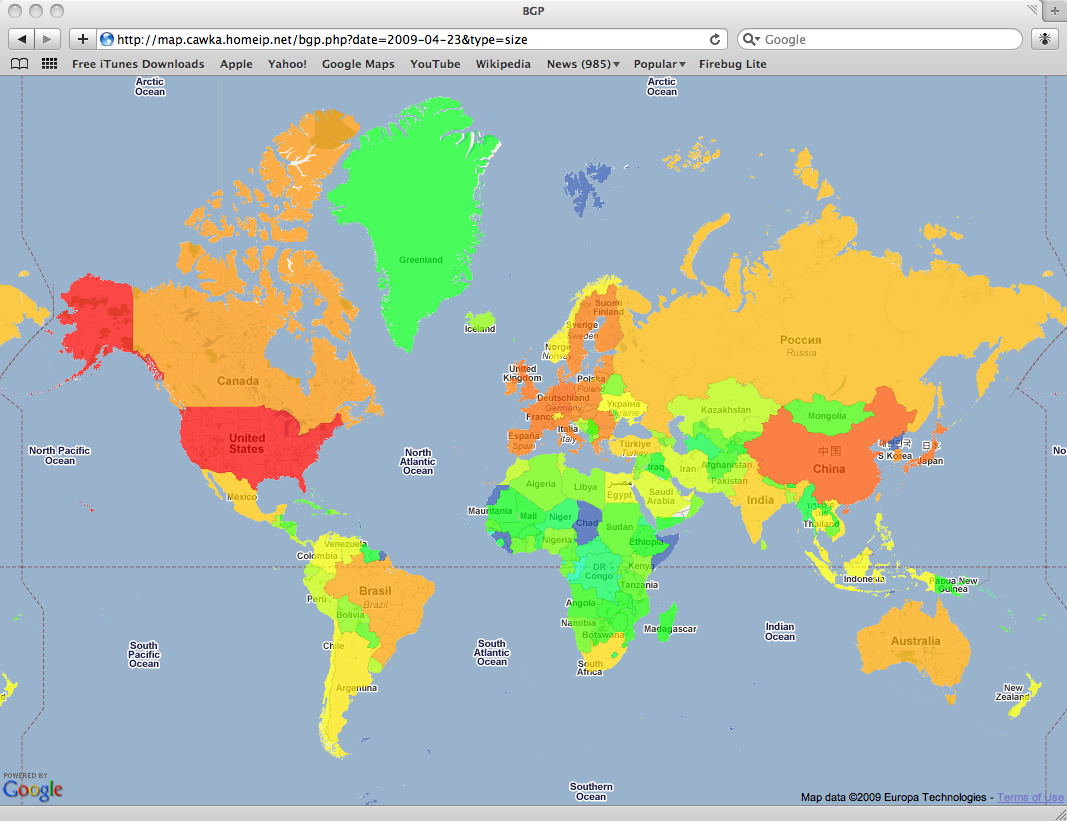 BGP
http://map.cawka.homeip.net/bgp.php?date=2009-04-23&type=size
Google
Free iTunes Downloads
Apple
Yahoo!
Google Maps
YouTube
Wikipedia
News (985)
Popular
Firebug Lite
Arctic
Ocean
Arctic
Ocean
Greenland
Iceland
Suomi
Finland
Sverige
Sweden
Norge
Norway
Россия
Russia
Canada
United
Kingdom
Polska
Poland
Deutschland
Germany
Україна
Ukraine
France
Kazakhstan
Mongolia
United
States
Italia
Italy
España
Spain
Türkiye
Turkey
中国
China
S Korea
日本
Japan
North Pacific
Ocean
North
Atlantic
Ocean
No
Iraq
Iran
Afghanistan
Pakistan
Algeria
Libya
Egypt
Saudi
Arabia
India
México
Mauritania
Mali
Niger
Chad
Sudan
Thailand
Nigeria
Ethiopia
Venezuela
Colombia
DR
Congo
Kenya
Tanzania
Indonesia
Papua New
Guinea
Perú
Brasil
Brazil
Bolivia
Angola
Namibia
Botswana
Madagascar
Indian
Ocean
Australia
South
Pacific
Ocean
Chile
South
Atlantic
Ocean
South
Africa
Argentina
New
Zealand
d
POWERED BY
Google
Southern
Ocean
Map data ©2009 Europa Technologies - Terms of Use